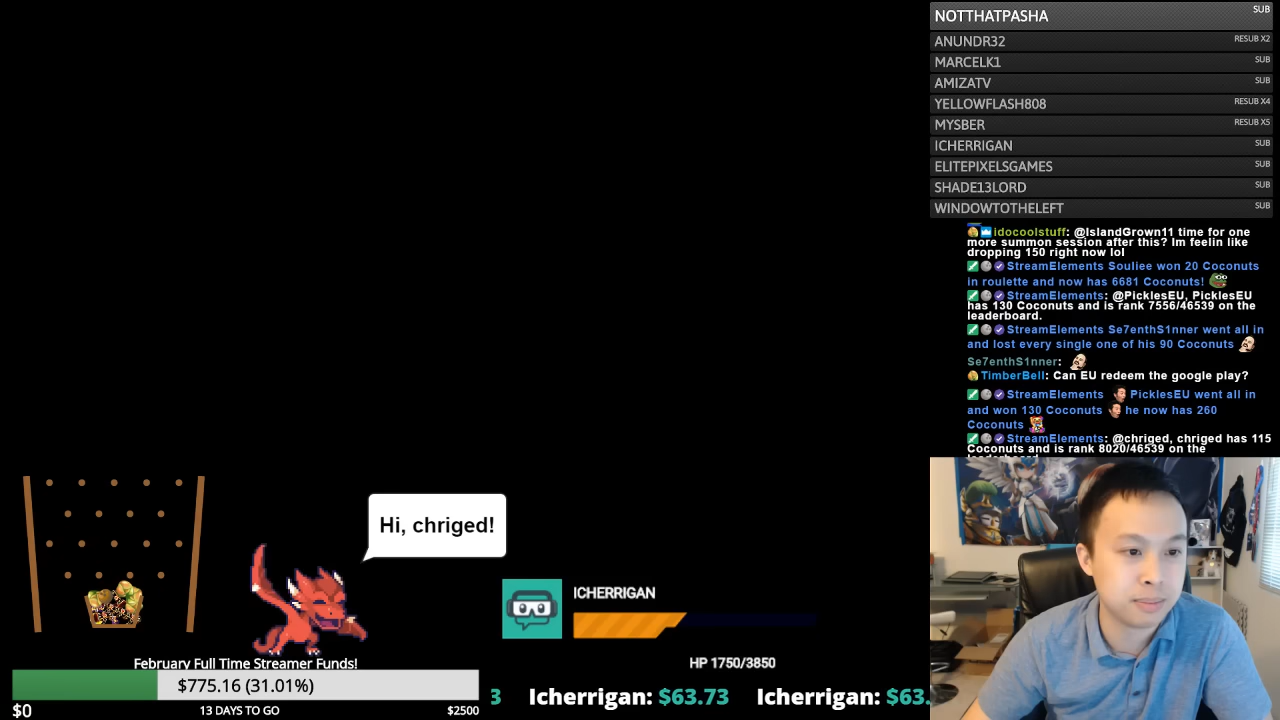 NOTTHATPASHA SUB
ANUNDR32 RESUB X2
MARCELK1 SUB
AMIZATV SUB
YELLOWFLASH808 RESUB X4
MYSBER RESUB X5
ICHERRIGAN SUB
ELITEPIXELSGAMES SUB
SHADE13LORD SUB
WINDOWTOTHELEFT SUB
idocoolstuff: @IslandGrown11 time for one
more summon session after this? Im feelin like
dropping 150 right now lol
StreamElements Souliee won 20 Coconuts
in roulette and now has 6681 Coconuts!
StreamElements: @PicklesEU, PicklesEU
has 130 Coconuts and is rank 7556/46539 on the
leaderboard.
StreamElements Se7enthS1nner went all in
and lost every single one of his 90 Coconuts
Se7enthS1nner:
TimberBell: Can EU redeem the google play?
StreamElements PicklesEU went all in
and won 130 Coconuts he now has 260
Coconuts
StreamElements: @chriged, chriged has 115
Coconuts and is rank 8020/46539 on the
Hi, chriged!
ICHERRIGAN
HP 1750/3850
February Full Time Streamer Funds!
$775.16 (31.01%)
$0 13 DAYS TO GO $2500
3 Icherrigan: $63.73 Icherrigan: $63.